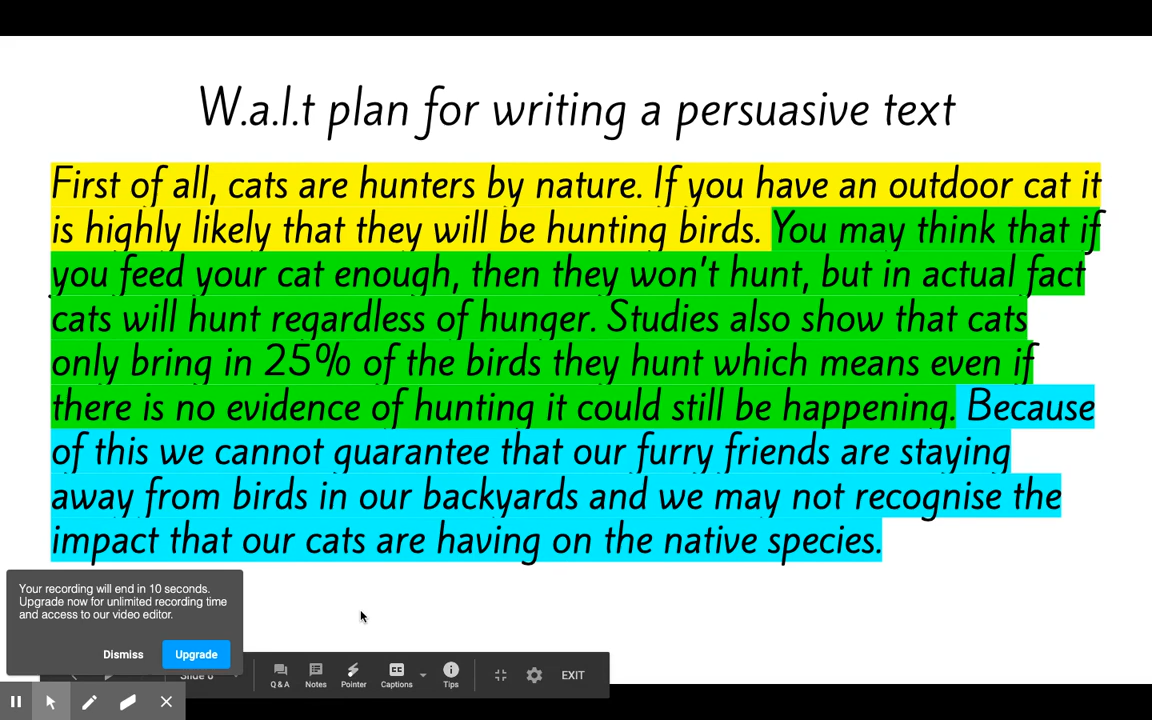 W.a.l.t plan for writing a persuasive text
First of all, cats are hunters by nature. If you have an outdoor cat it
is highly likely that they will be hunting birds. You may think that if
you feed your cat enough, then they won't hunt, but in actual fact
cats will hunt regardless of hunger. Studies also show that cats
only bring in 25% of the birds they hunt which means even if
there is no evidence of hunting it could still be happening. Because
of this we cannot guarantee that our furry friends are staying
away from birds in our backyards and we may not recognise the
impact that our cats are having on the native species.
Your recording will end in 10 seconds.
Upgrade now for unlimited recording time
and access to our video editor.
Dismiss Upgrade
Slide Q & A Notes Pointer Captions Tips EXIT